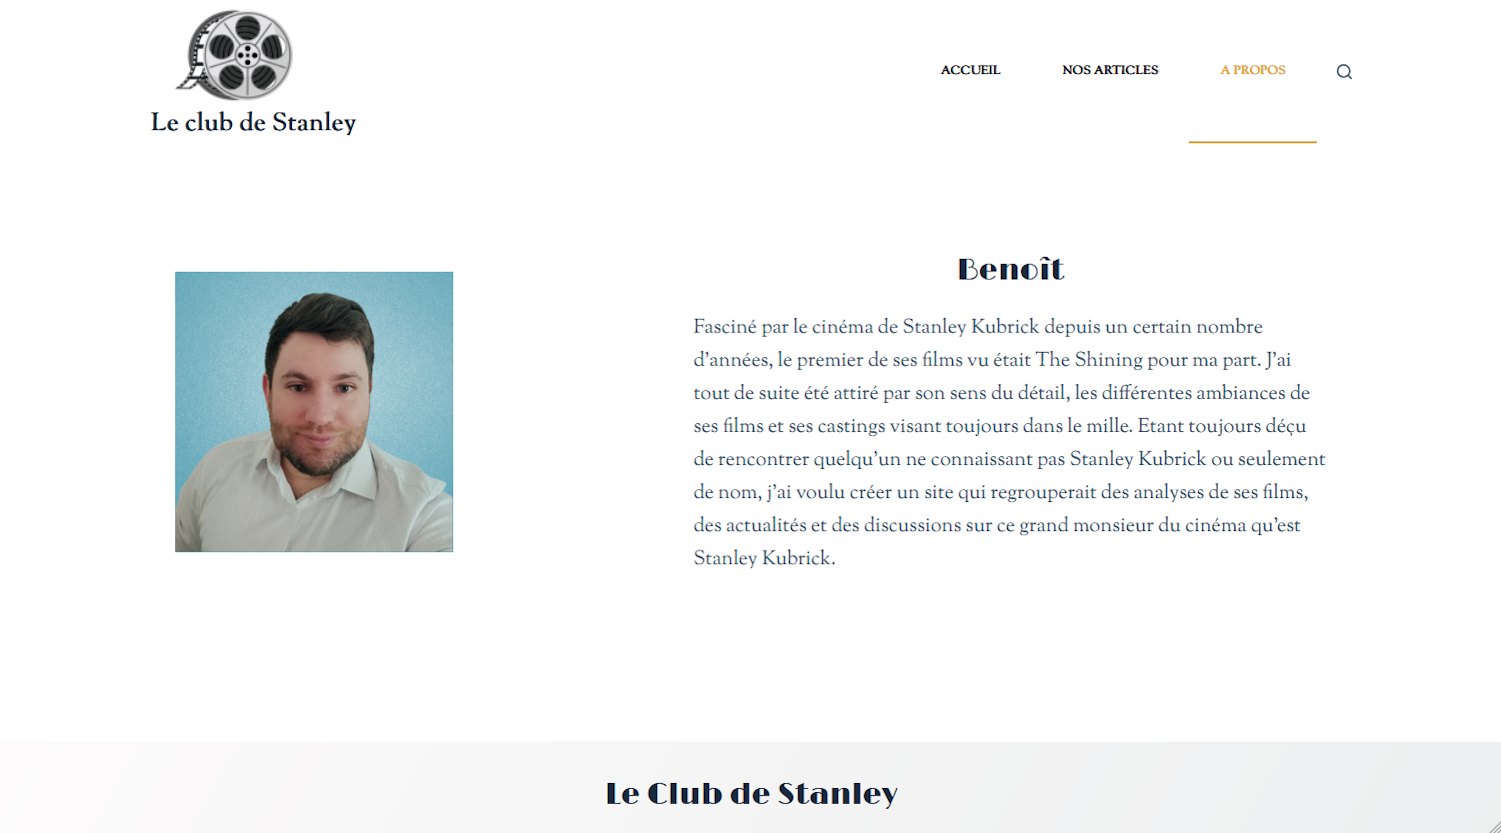 Le club de Stanley
ACCUEIL
NOS ARTICLES
A PROPOS
Benoît
Fasciné par le cinéma de Stanley Kubrick depuis un certain nombre
d’années, le premier de ses films vu était The Shining pour ma part. J’ai
tout de suite été attiré par son sens du détail, les différentes ambiances de
ses films et ses castings visant toujours dans le mille. Etant toujours déçu
de rencontrer quelqu’un ne connaissant pas Stanley Kubrick ou seulement
de nom, j’ai voulu créer un site qui regrouperait des analyses de ses films,
des actualités et des discussions sur ce grand monsieur du cinéma qu’est
Stanley Kubrick.
Le Club de Stanley